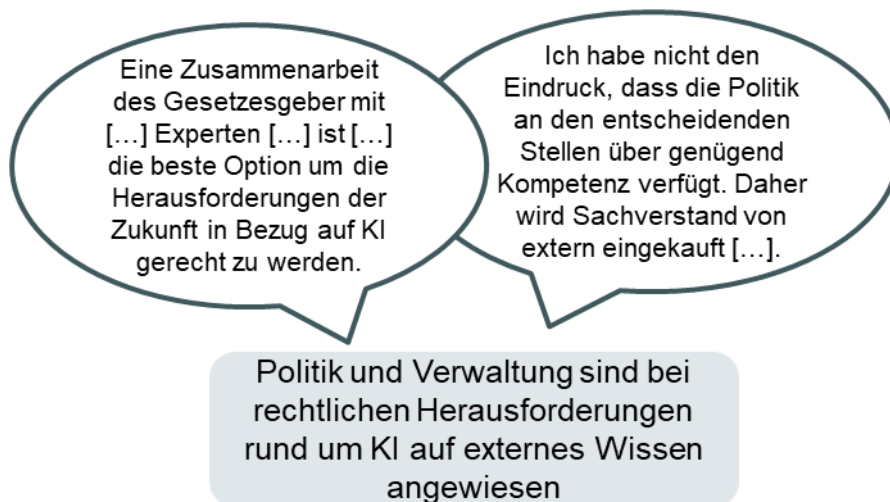 Eine Zusammenarbeit
des Gesetzesgeber mit
[…] Experten […] ist […]
die beste Option um die
Herausforderungen der
Zukunft in Bezug auf KI
gerecht zu werden.
Ich habe nicht den
Eindruck, dass die Politik
an den entscheidenden
Stellen über genügend
Kompetenz verfügt. Daher
wird Sachverstand von
extern eingekauft […].
Politik und Verwaltung sind bei
rechtlichen Herausforderungen
rund um KI auf externes Wissen
angewiesen